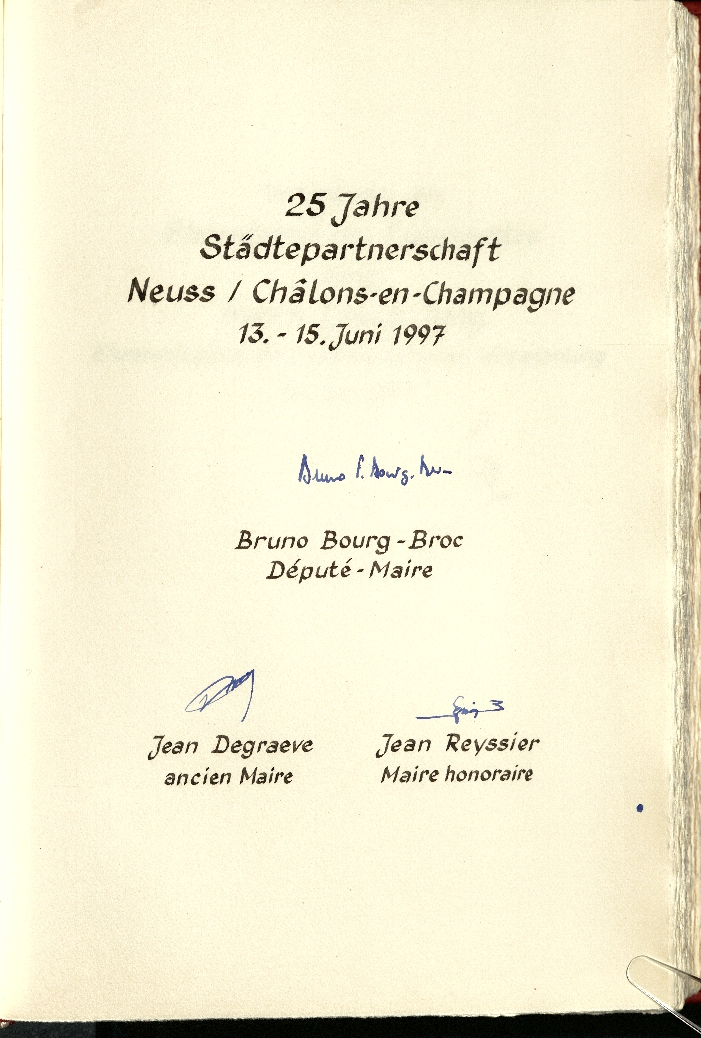 25 Jahre
Städtepartnerschaft
Neuss / Châlons-en-Champagne
13. - 15. Juni 1997
Bruno Bourg-Broc
Député-Maire
Jean Degraeve
ancien Maire
Jean Reyssier
Maire honoraire